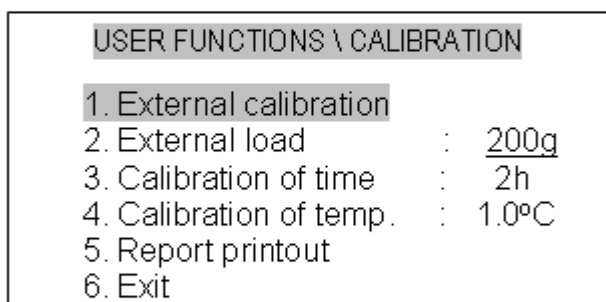 USER FUNCTIONS \ CALIBRATION
1. External calibration
2. External load : 200g
3. Calibration of time : 2h
4. Calibration of temp. : 1.0ºC
5. Report printout
6. Exit